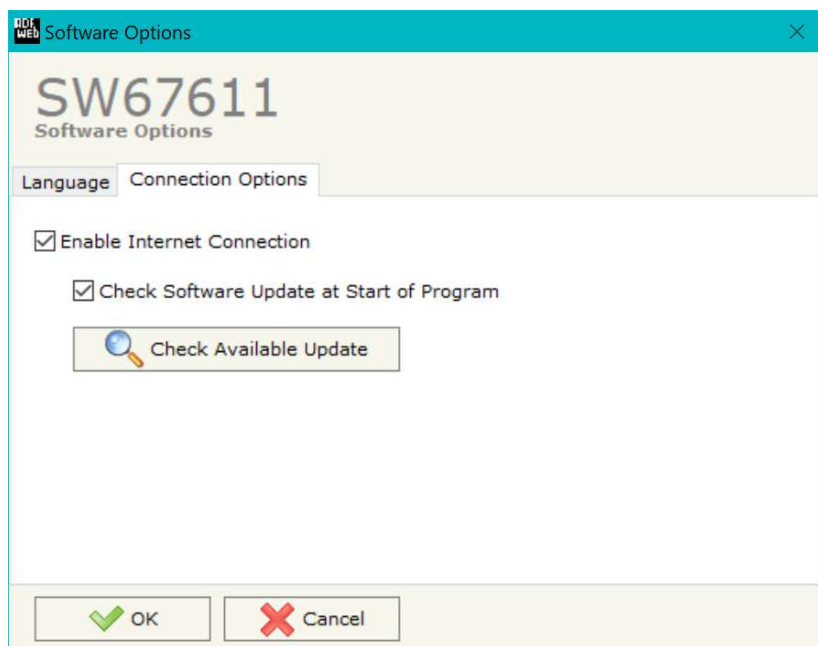 ADF
WEB
Software Options
SW67611
Software Options
Language
Connection Options
Enable Internet Connection
Check Software Update at Start of Program
Check Available Update
OK
Cancel